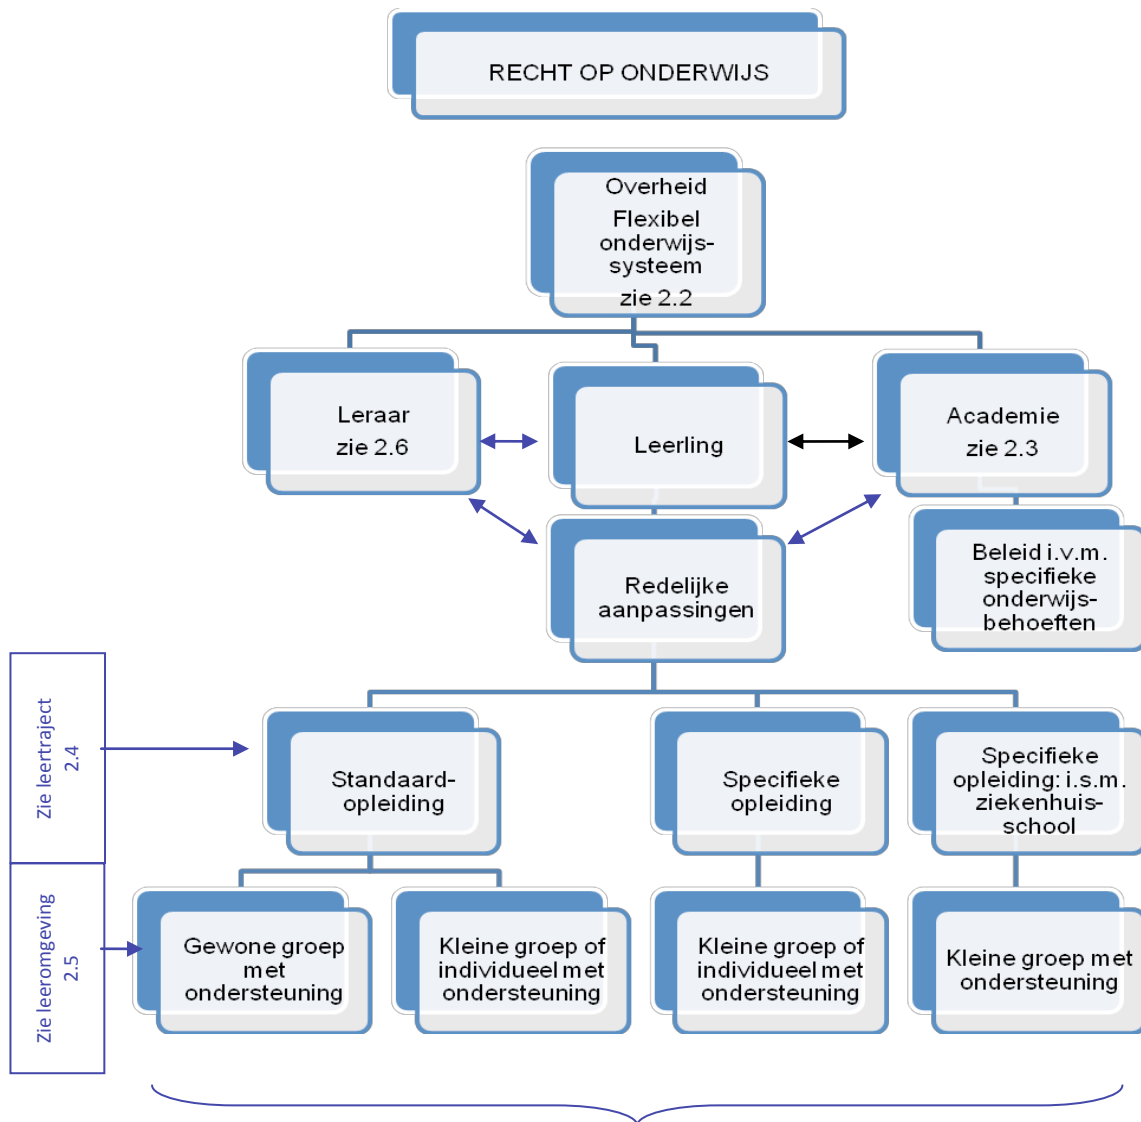 RECHT OP ONDERWIJS
Overheid
Flexibel
onderwijs-
systeem
zie 2.2
Leraar
zie 2.6
Leerling
Academie
zie 2.3
Redelijke
aanpassingen
Beleid i.v.m.
specifieke
onderwijs-
behoeften
Zie leertraject
2.4
Standaard-
opleiding
Specifieke
opleiding
Specifieke
opleiding: i.s.m.
ziekenhuis-
school
Zie leeromgeving
2.5
Gewone groep
met
ondersteuning
Kleine groep of
individueel met
ondersteuning
Kleine groep of
individueel met
ondersteuning
Kleine groep met
ondersteuning